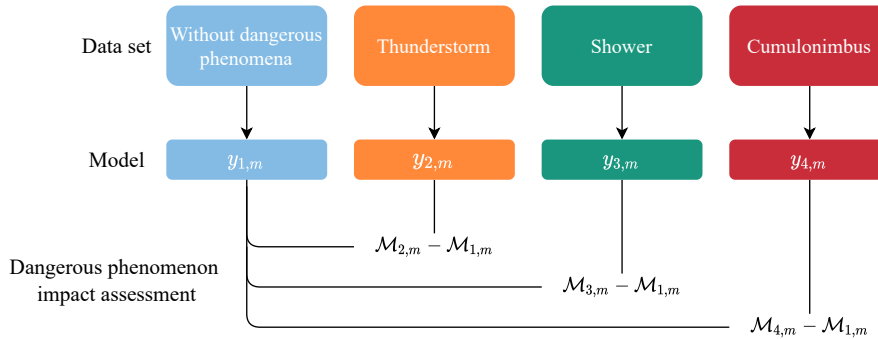 Data set
Without dangerous
phenomena
Thunderstorm
Shower
Cumulonimbus
Model
y₁,ₘ
y₂,ₘ
y₃,ₘ
y₄,ₘ
Dangerous phenomenon
impact assessment
ℳ₂,ₘ − ℳ₁,ₘ
ℳ₃,ₘ − ℳ₁,ₘ
ℳ₄,ₘ − ℳ₁,ₘ